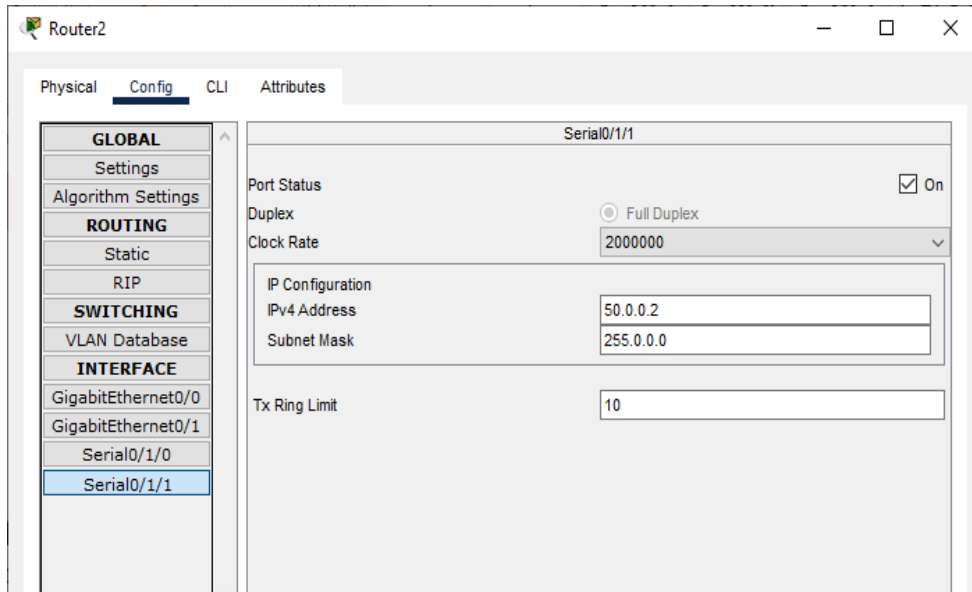 Router2
Physical Config CLI Attributes
GLOBAL
Settings
Algorithm Settings
ROUTING
Static
RIP
SWITCHING
VLAN Database
INTERFACE
GigabitEthernet0/0
GigabitEthernet0/1
Serial0/1/0
Serial0/1/1
Serial0/1/1
Port Status On
Duplex Full Duplex
Clock Rate 2000000
IP Configuration
IPv4 Address 50.0.0.2
Subnet Mask 255.0.0.0
Tx Ring Limit 10